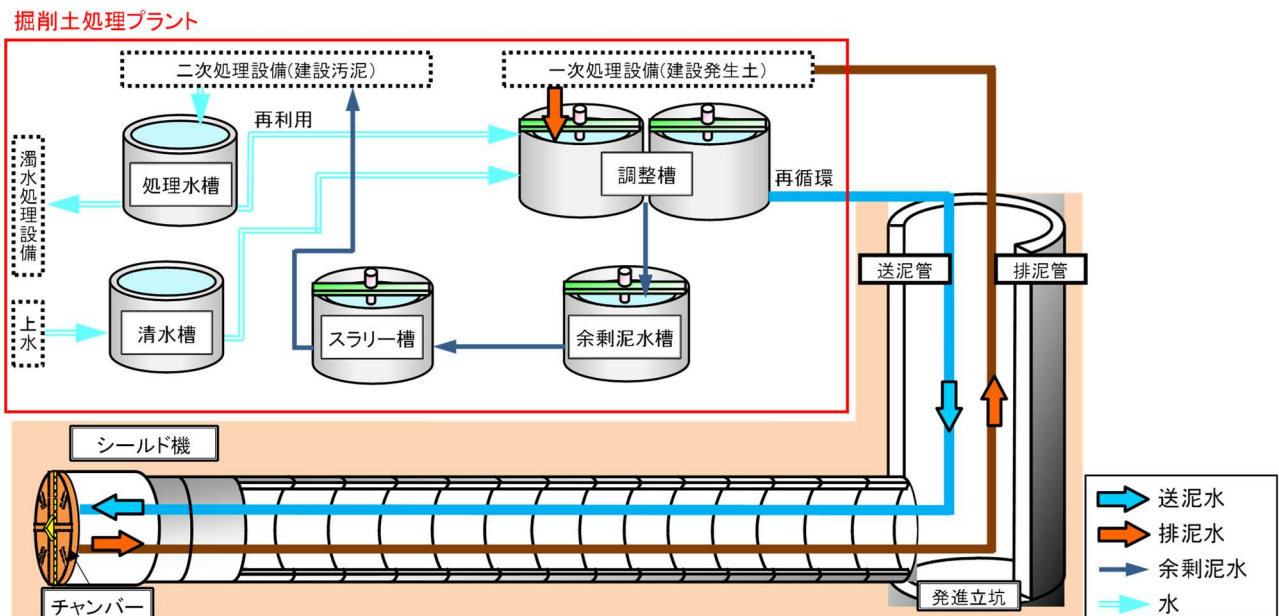 掘削土処理プラント
二次処理設備(建設汚泥)
一次処理設備(建設発生土)
再利用
濁水処理設備
処理水槽
調整槽
再循環
送泥管
排泥管
上水
清水槽
スラリー槽
余剰泥水槽
シールド機
チャンバー
発進立坑
送泥水
排泥水
余剰泥水
水